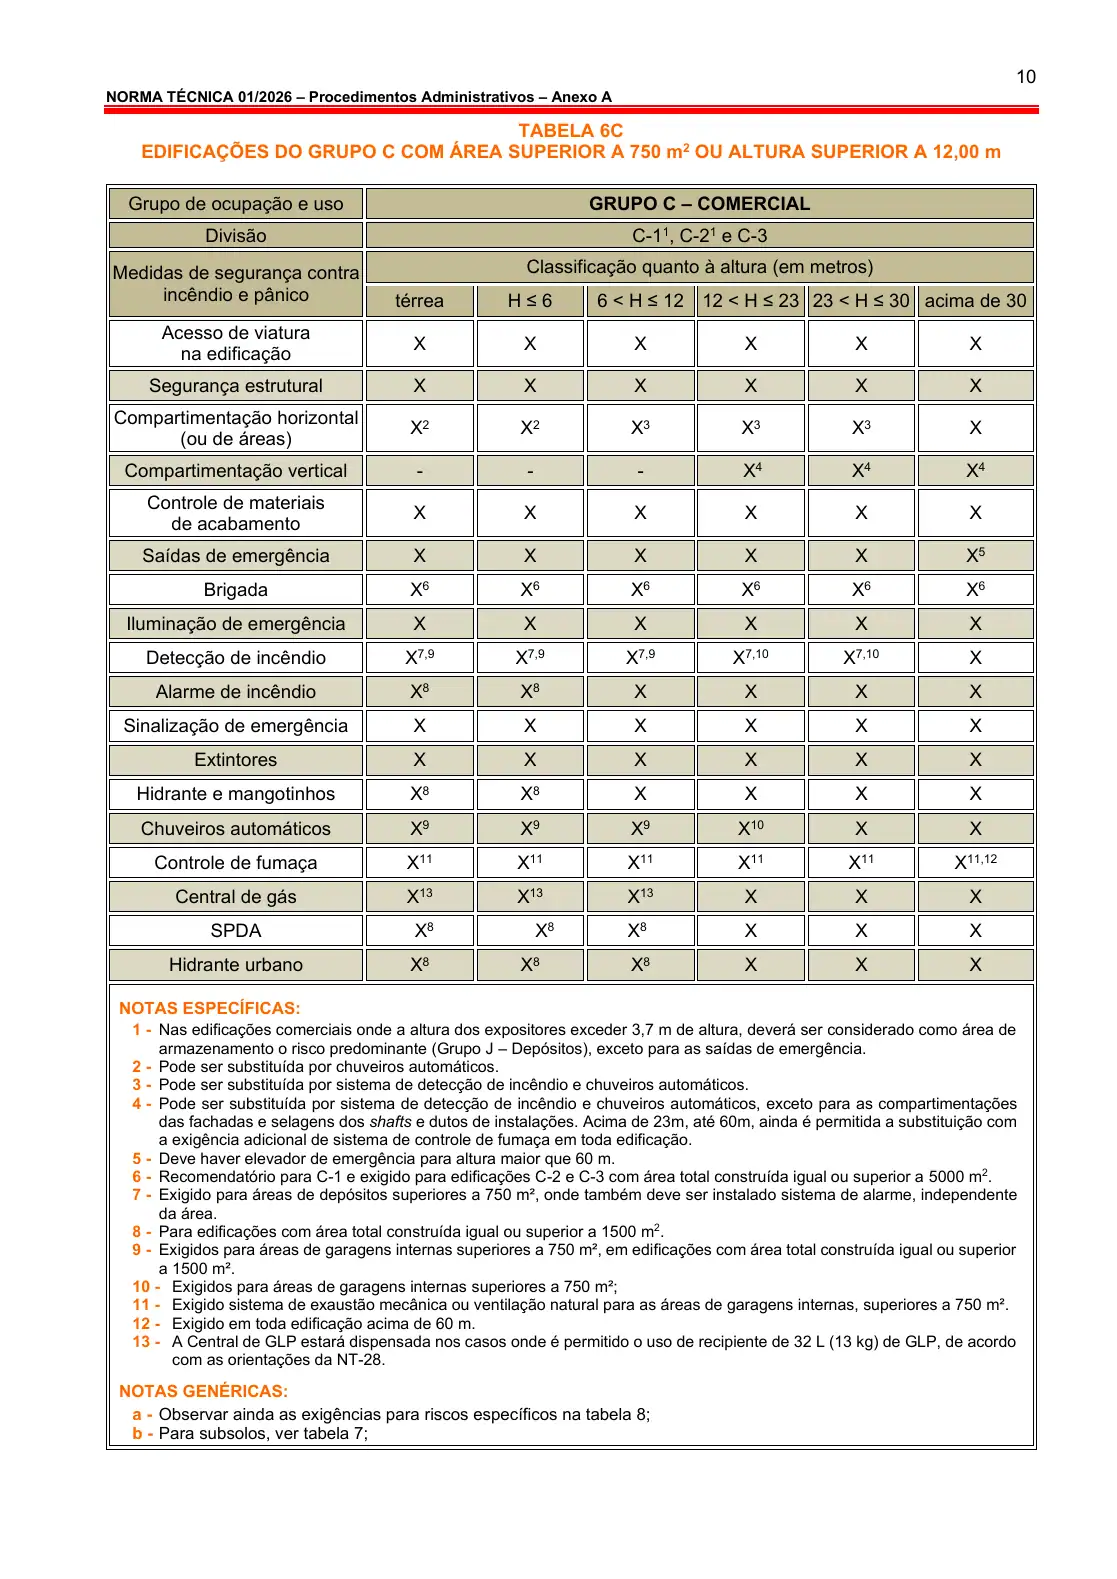 10
NORMA TÉCNICA 01/2026 – Procedimentos Administrativos – Anexo A
TABELA 6C
EDIFICAÇÕES DO GRUPO C COM ÁREA SUPERIOR A 750 m² OU ALTURA SUPERIOR A 12,00 m
Grupo de ocupação e uso GRUPO C – COMERCIAL
Divisão C-1¹, C-2¹ e C-3
Medidas de segurança contra
incêndio e pânico
Classificação quanto à altura (em metros)
térrea H ≤ 6 6 < H ≤ 12 12 < H ≤ 23 23 < H ≤ 30 acima de 30
Acesso de viatura
na edificação
X X X X X X
Segurança estrutural X X X X X X
Compartimentação horizontal
(ou de áreas)
X² X² X³ X³ X³ X
Compartimentação vertical - - - X⁴ X⁴ X⁴
Controle de materiais
de acabamento
X X X X X X
Saídas de emergência X X X X X X⁵
Brigada X⁶ X⁶ X⁶ X⁶ X⁶ X⁶
Iluminação de emergência X X X X X X
Detecção de incêndio X⁷,⁹ X⁷,⁹ X⁷,⁹ X⁷,¹⁰ X⁷,¹⁰ X
Alarme de incêndio X⁸ X⁸ X X X X
Sinalização de emergência X X X X X X
Extintores X X X X X X
Hidrante e mangotinhos X⁸ X⁸ X X X X
Chuveiros automáticos X⁹ X⁹ X⁹ X¹⁰ X X
Controle de fumaça X¹¹ X¹¹ X¹¹ X¹¹ X¹¹ X¹¹,¹²
Central de gás X¹³ X¹³ X¹³ X X X
SPDA X⁸ X⁸ X⁸ X X X
Hidrante urbano X⁸ X⁸ X⁸ X X X
NOTAS ESPECÍFICAS:
1 - Nas edificações comerciais onde a altura dos expositores exceder 3,7 m de altura, deverá ser considerado como área de
armazenamento o risco predominante (Grupo J – Depósitos), exceto para as saídas de emergência.
2 - Pode ser substituída por chuveiros automáticos.
3 - Pode ser substituída por sistema de detecção de incêndio e chuveiros automáticos.
4 - Pode ser substituída por sistema de detecção de incêndio e chuveiros automáticos, exceto para as compartimentações
das fachadas e selagens dos shafts e dutos de instalações. Acima de 23m, até 60m, ainda é permitida a substituição com
a exigência adicional de sistema de controle de fumaça em toda edificação.
5 - Deve haver elevador de emergência para altura maior que 60 m.
6 - Recomendatório para C-1 e exigido para edificações C-2 e C-3 com área total construída igual ou superior a 5000 m².
7 - Exigido para áreas de depósitos superiores a 750 m², onde também deve ser instalado sistema de alarme, independente
da área.
8 - Para edificações com área total construída igual ou superior a 1500 m².
9 - Exigidos para áreas de garagens internas superiores a 750 m², em edificações com área total construída igual ou superior
a 1500 m².
10 - Exigidos para áreas de garagens internas superiores a 750 m²;
11 - Exigido sistema de exaustão mecânica ou ventilação natural para as áreas de garagens internas, superiores a 750 m².
12 - Exigido em toda edificação acima de 60 m.
13 - A Central de GLP estará dispensada nos casos onde é permitido o uso de recipiente de 32 L (13 kg) de GLP, de acordo
com as orientações da NT-28.
NOTAS GENÉRICAS:
a - Observar ainda as exigências para riscos específicos na tabela 8;
b - Para subsolos, ver tabela 7;